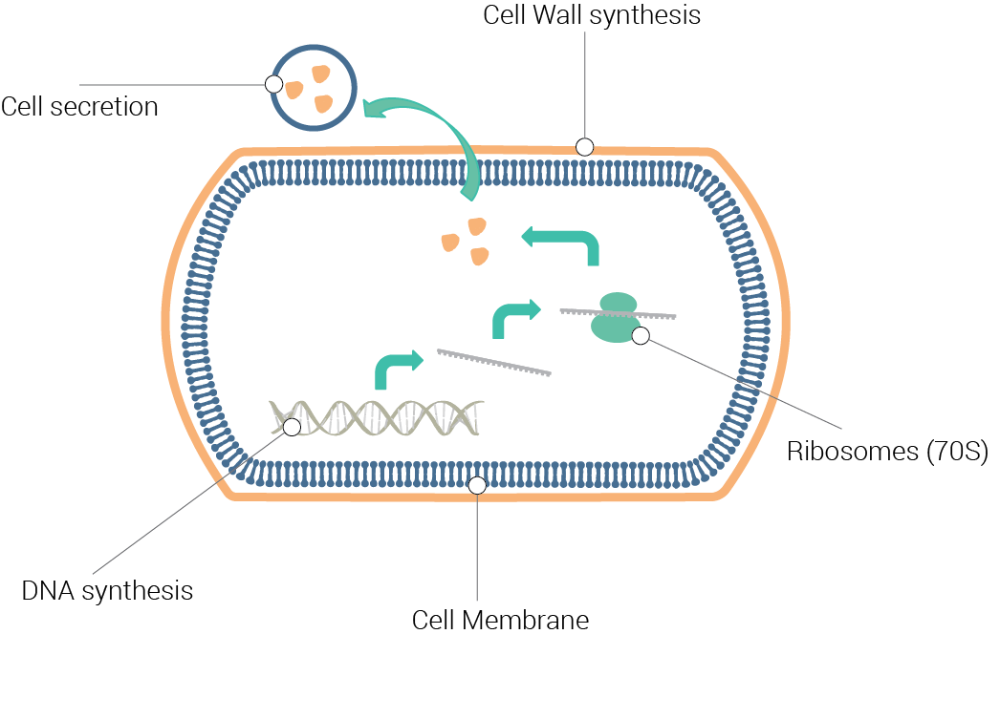 Cell Wall synthesis
Cell secretion
Ribosomes (70S)
DNA synthesis
Cell Membrane